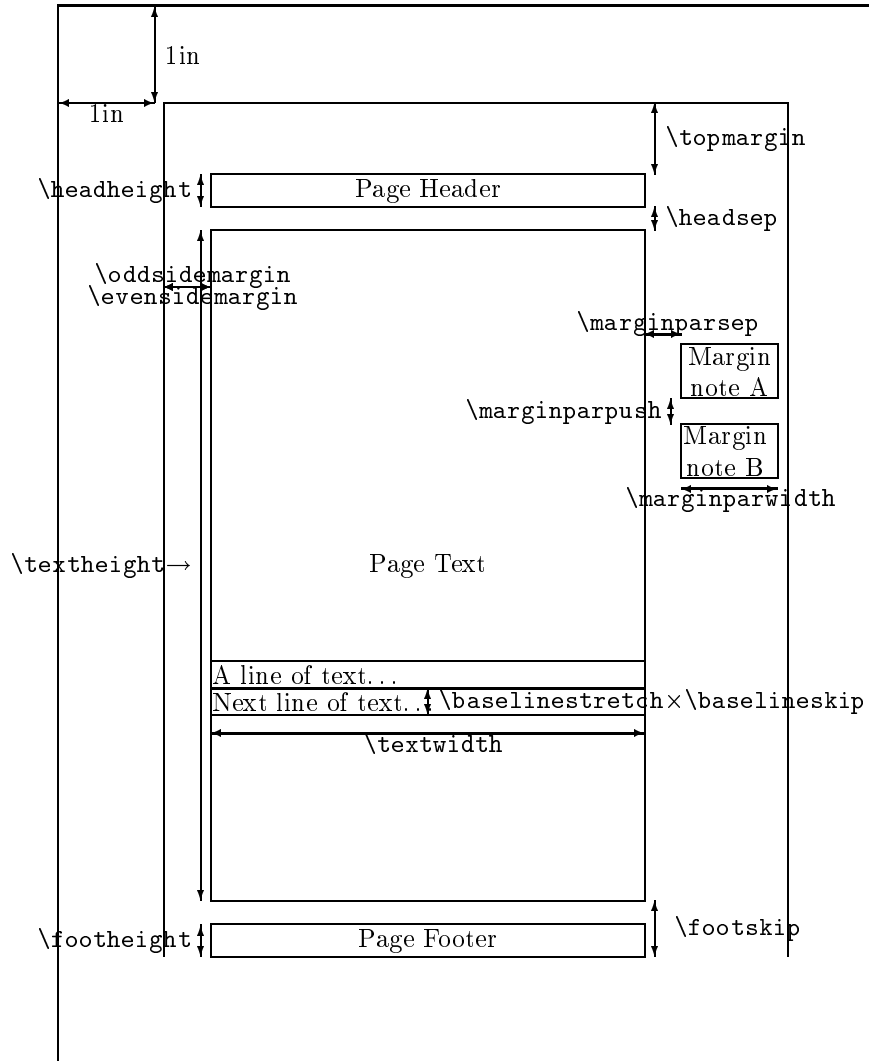 1in
1in
\topmargin
\headheight
Page Header
\headsep
\oddsidemargin
\evensidemargin
\marginparsep
Margin
note A
\marginparpush
Margin
note B
\marginparwidth
\textheight→
Page Text
A line of text...
Next line of text...
\baselinestretch×\baselineskip
\textwidth
\footskip
\footheight
Page Footer